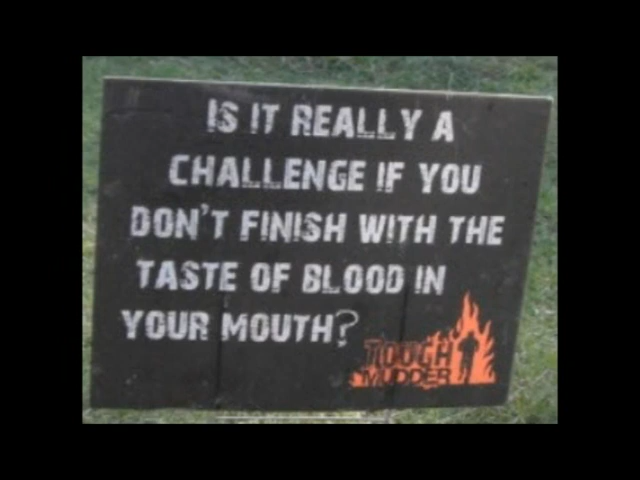 IS IT REALLY A
CHALLENGE IF YOU
DON'T FINISH WITH THE
TASTE OF BLOOD IN
YOUR MOUTH?
TOUGH
MUDDER